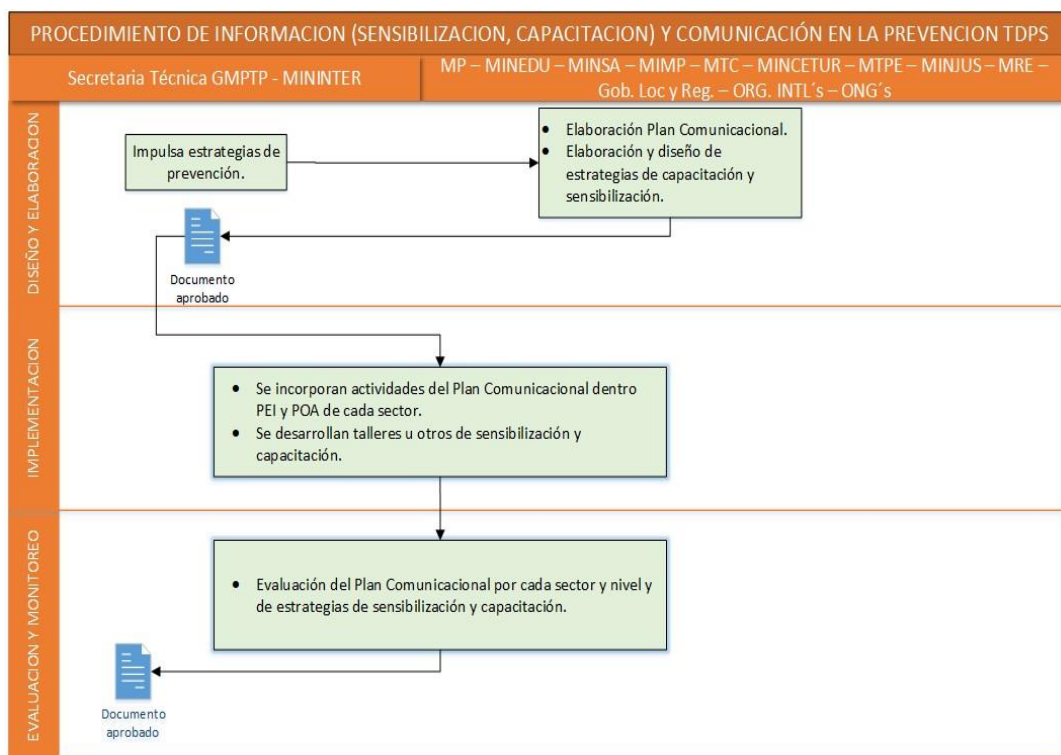 PROCEDIMIENTO DE INFORMACION (SENSIBILIZACION, CAPACITACION) Y COMUNICACIÓN EN LA PREVENCION TDPS
Secretaria Técnica GMPTP - MININTER
MP – MINEDU – MINSA – MIMP – MTC – MINCETUR – MTPE – MINJUS – MRE –
Gob. Loc y Reg. – ORG. INTL´s – ONG´s
DISEÑO Y ELABORACION
Impulsa estrategias de
prevención.
• Elaboración Plan Comunicacional.
• Elaboración y diseño de
estrategias de capacitación y
sensibilización.
Documento
aprobado
IMPLEMENTACION
• Se incorporan actividades del Plan Comunicacional dentro
PEI y POA de cada sector.
• Se desarrollan talleres u otros de sensibilización y
capacitación.
EVALUACION Y MONITOREO
• Evaluación del Plan Comunicacional por cada sector y nivel y
de estrategias de sensibilización y capacitación.
Documento
aprobado